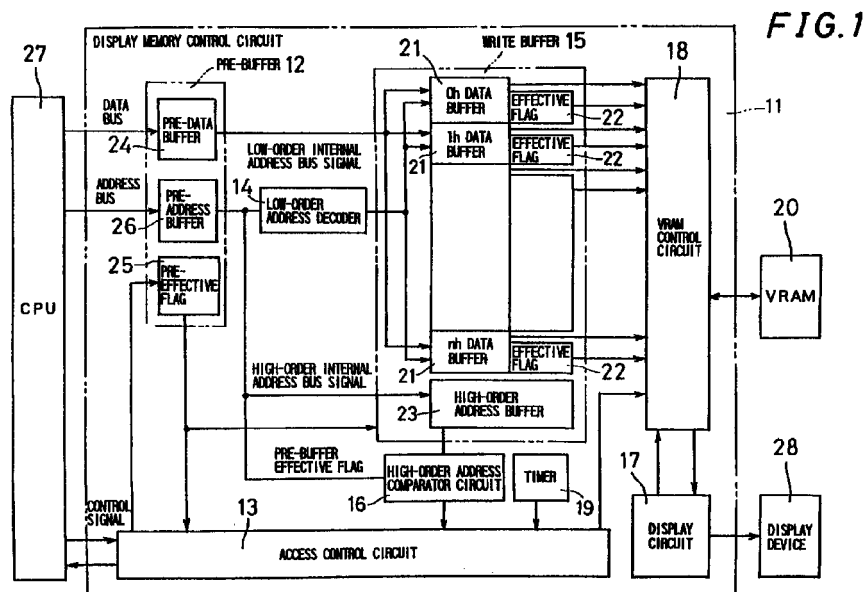 FIG.1
DISPLAY MEMORY CONTROL CIRCUIT
27
PRE-BUFFER 12
WRITE BUFFER 15
18
11
DATA
BUS
PRE-DATA
BUFFER
24
21
0h DATA
BUFFER
EFFECTIVE
FLAG
22
LOW-ORDER INTERNAL
ADDRESS BUS SIGNAL
21
1h DATA
BUFFER
EFFECTIVE
FLAG
22
ADDRESS
BUS
PRE-
ADDRESS
BUFFER
26
14
LOW-ORDER
ADDRESS DECODER
VRAM
CONTROL
CIRCUIT
20
VRAM
25
PRE-
EFFECTIVE
FLAG
CPU
nh DATA
BUFFER
21
EFFECTIVE
FLAG
22
HIGH-ORDER INTERNAL
ADDRESS BUS SIGNAL
23
HIGH-ORDER
ADDRESS BUFFER
PRE-BUFFER
EFFECTIVE FLAG
HIGH-ORDER ADDRESS
COMPARATOR CIRCUIT
16
TIMER
19
17
28
CONTROL
SIGNAL
13
ACCESS CONTROL CIRCUIT
DISPLAY
CIRCUIT
DISPLAY
DEVICE